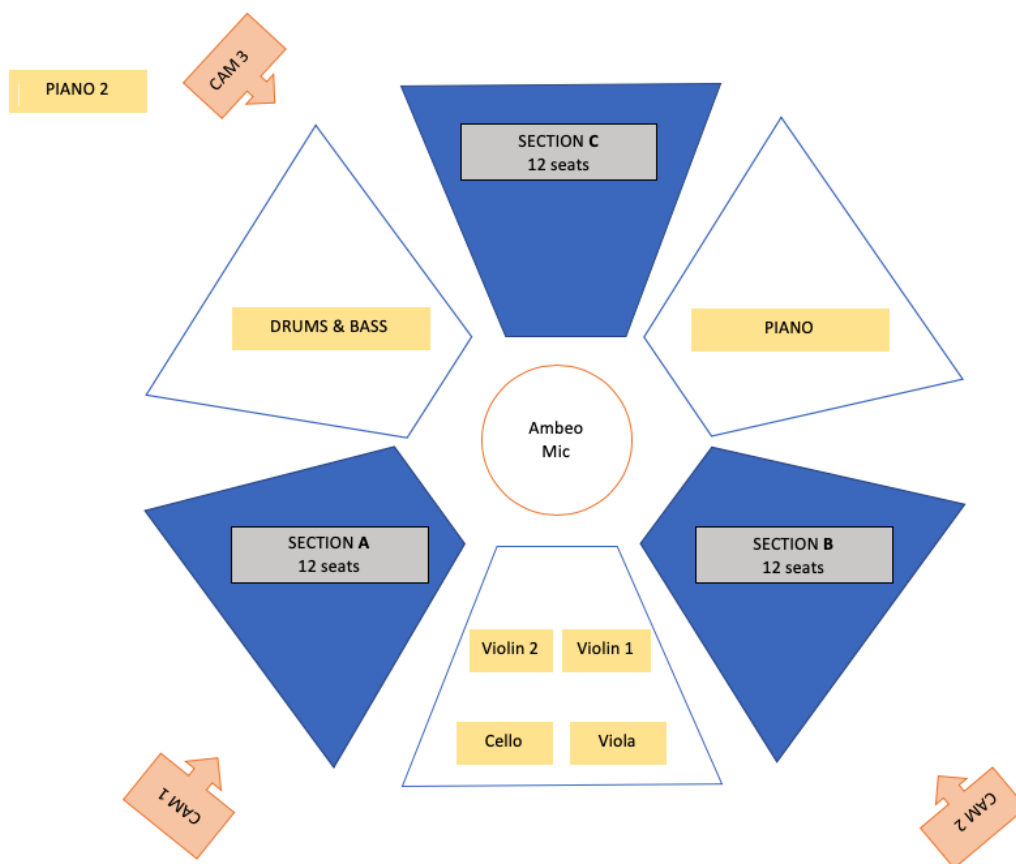 CAM 3
PIANO 2
SECTION C
12 seats
DRUMS & BASS
PIANO
Ambeo
Mic
SECTION A
12 seats
SECTION B
12 seats
Violin 2
Violin 1
Cello
Viola
CAM 1
CAM 2